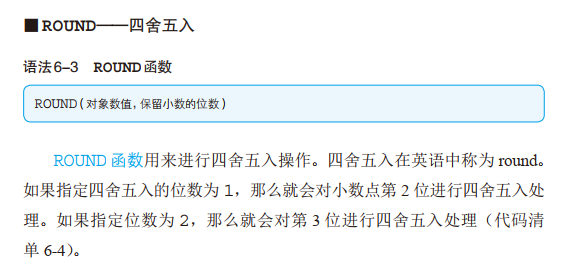 ■ ROUND——四舍五入
语法6-3 ROUND函数
ROUND(对象数值，保留小数的位数)
ROUND 函数用来进行四舍五入操作。四舍五入在英语中称为 round。
如果指定四舍五入的位数为 1，那么就会对小数点第 2 位进行四舍五入处
理。如果指定位数为 2，那么就会对第 3 位进行四舍五入处理（代码清
单 6-4）。